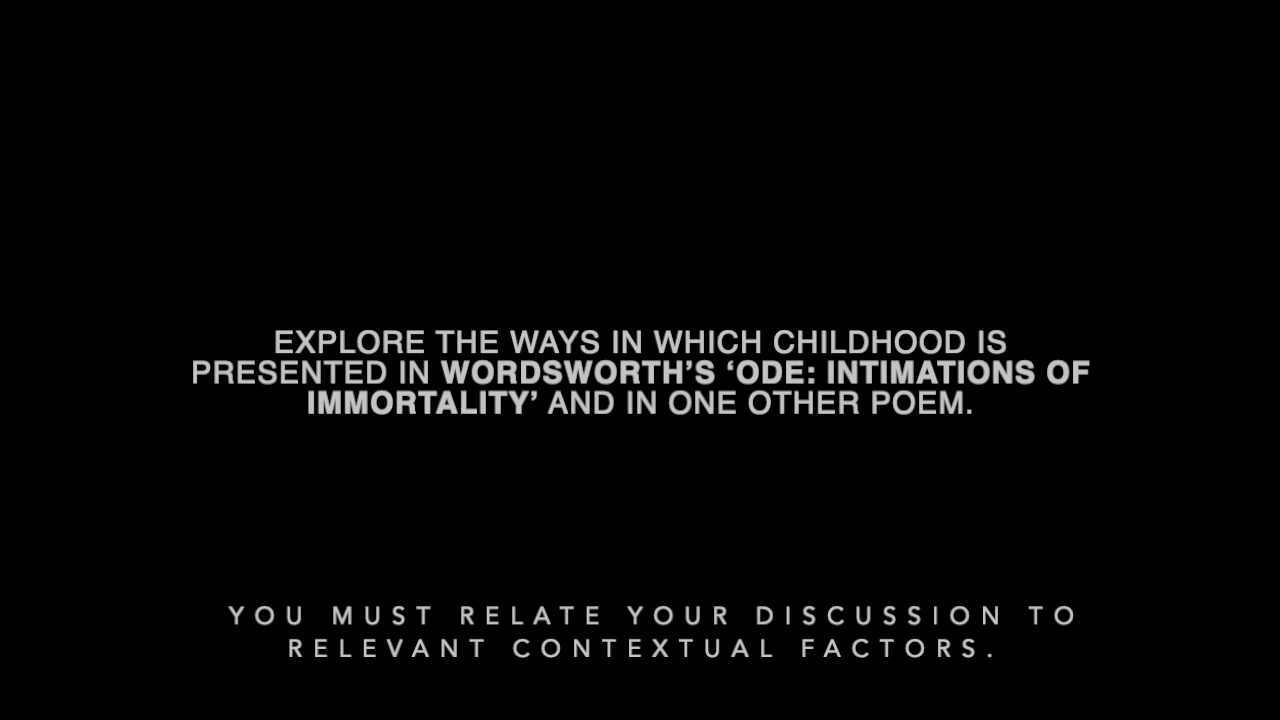 EXPLORE THE WAYS IN WHICH CHILDHOOD IS
PRESENTED IN WORDSWORTH’S ‘ODE: INTIMATIONS OF
IMMORTALITY’ AND IN ONE OTHER POEM.
YOU MUST RELATE YOUR DISCUSSION TO
RELEVANT CONTEXTUAL FACTORS.